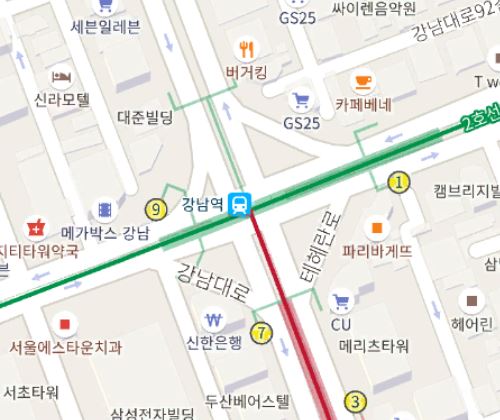 세븐일레븐
GS25
싸이렌음악원
강남대로92
버거킹
신라모텔
대준빌딩
GS25
카페베네
T w
2호선
강남역
9
1
메가박스 강남
캠브리지빌
지티타워약국
븐
파리바게뜨
삼
강남대로
테헤란로
헤어린
서울에스타운치과
신한은행
7
CU
메리츠타워
서초타워
두산베어스텔
3
삼성전자빌딩